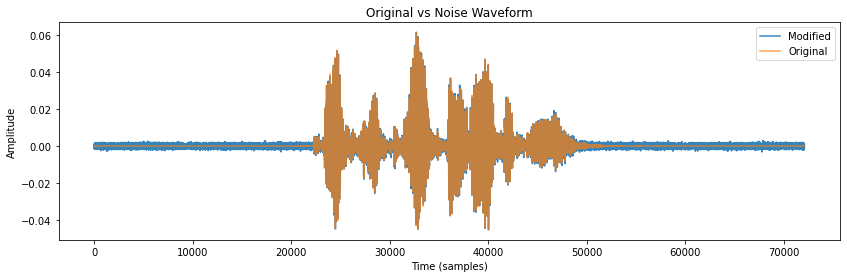 Original vs Noise Waveform
Modified
Original
Amplitude
0.06
0.04
0.02
0.00
−0.02
−0.04
0 10000 20000 30000 40000 50000 60000 70000
Time (samples)